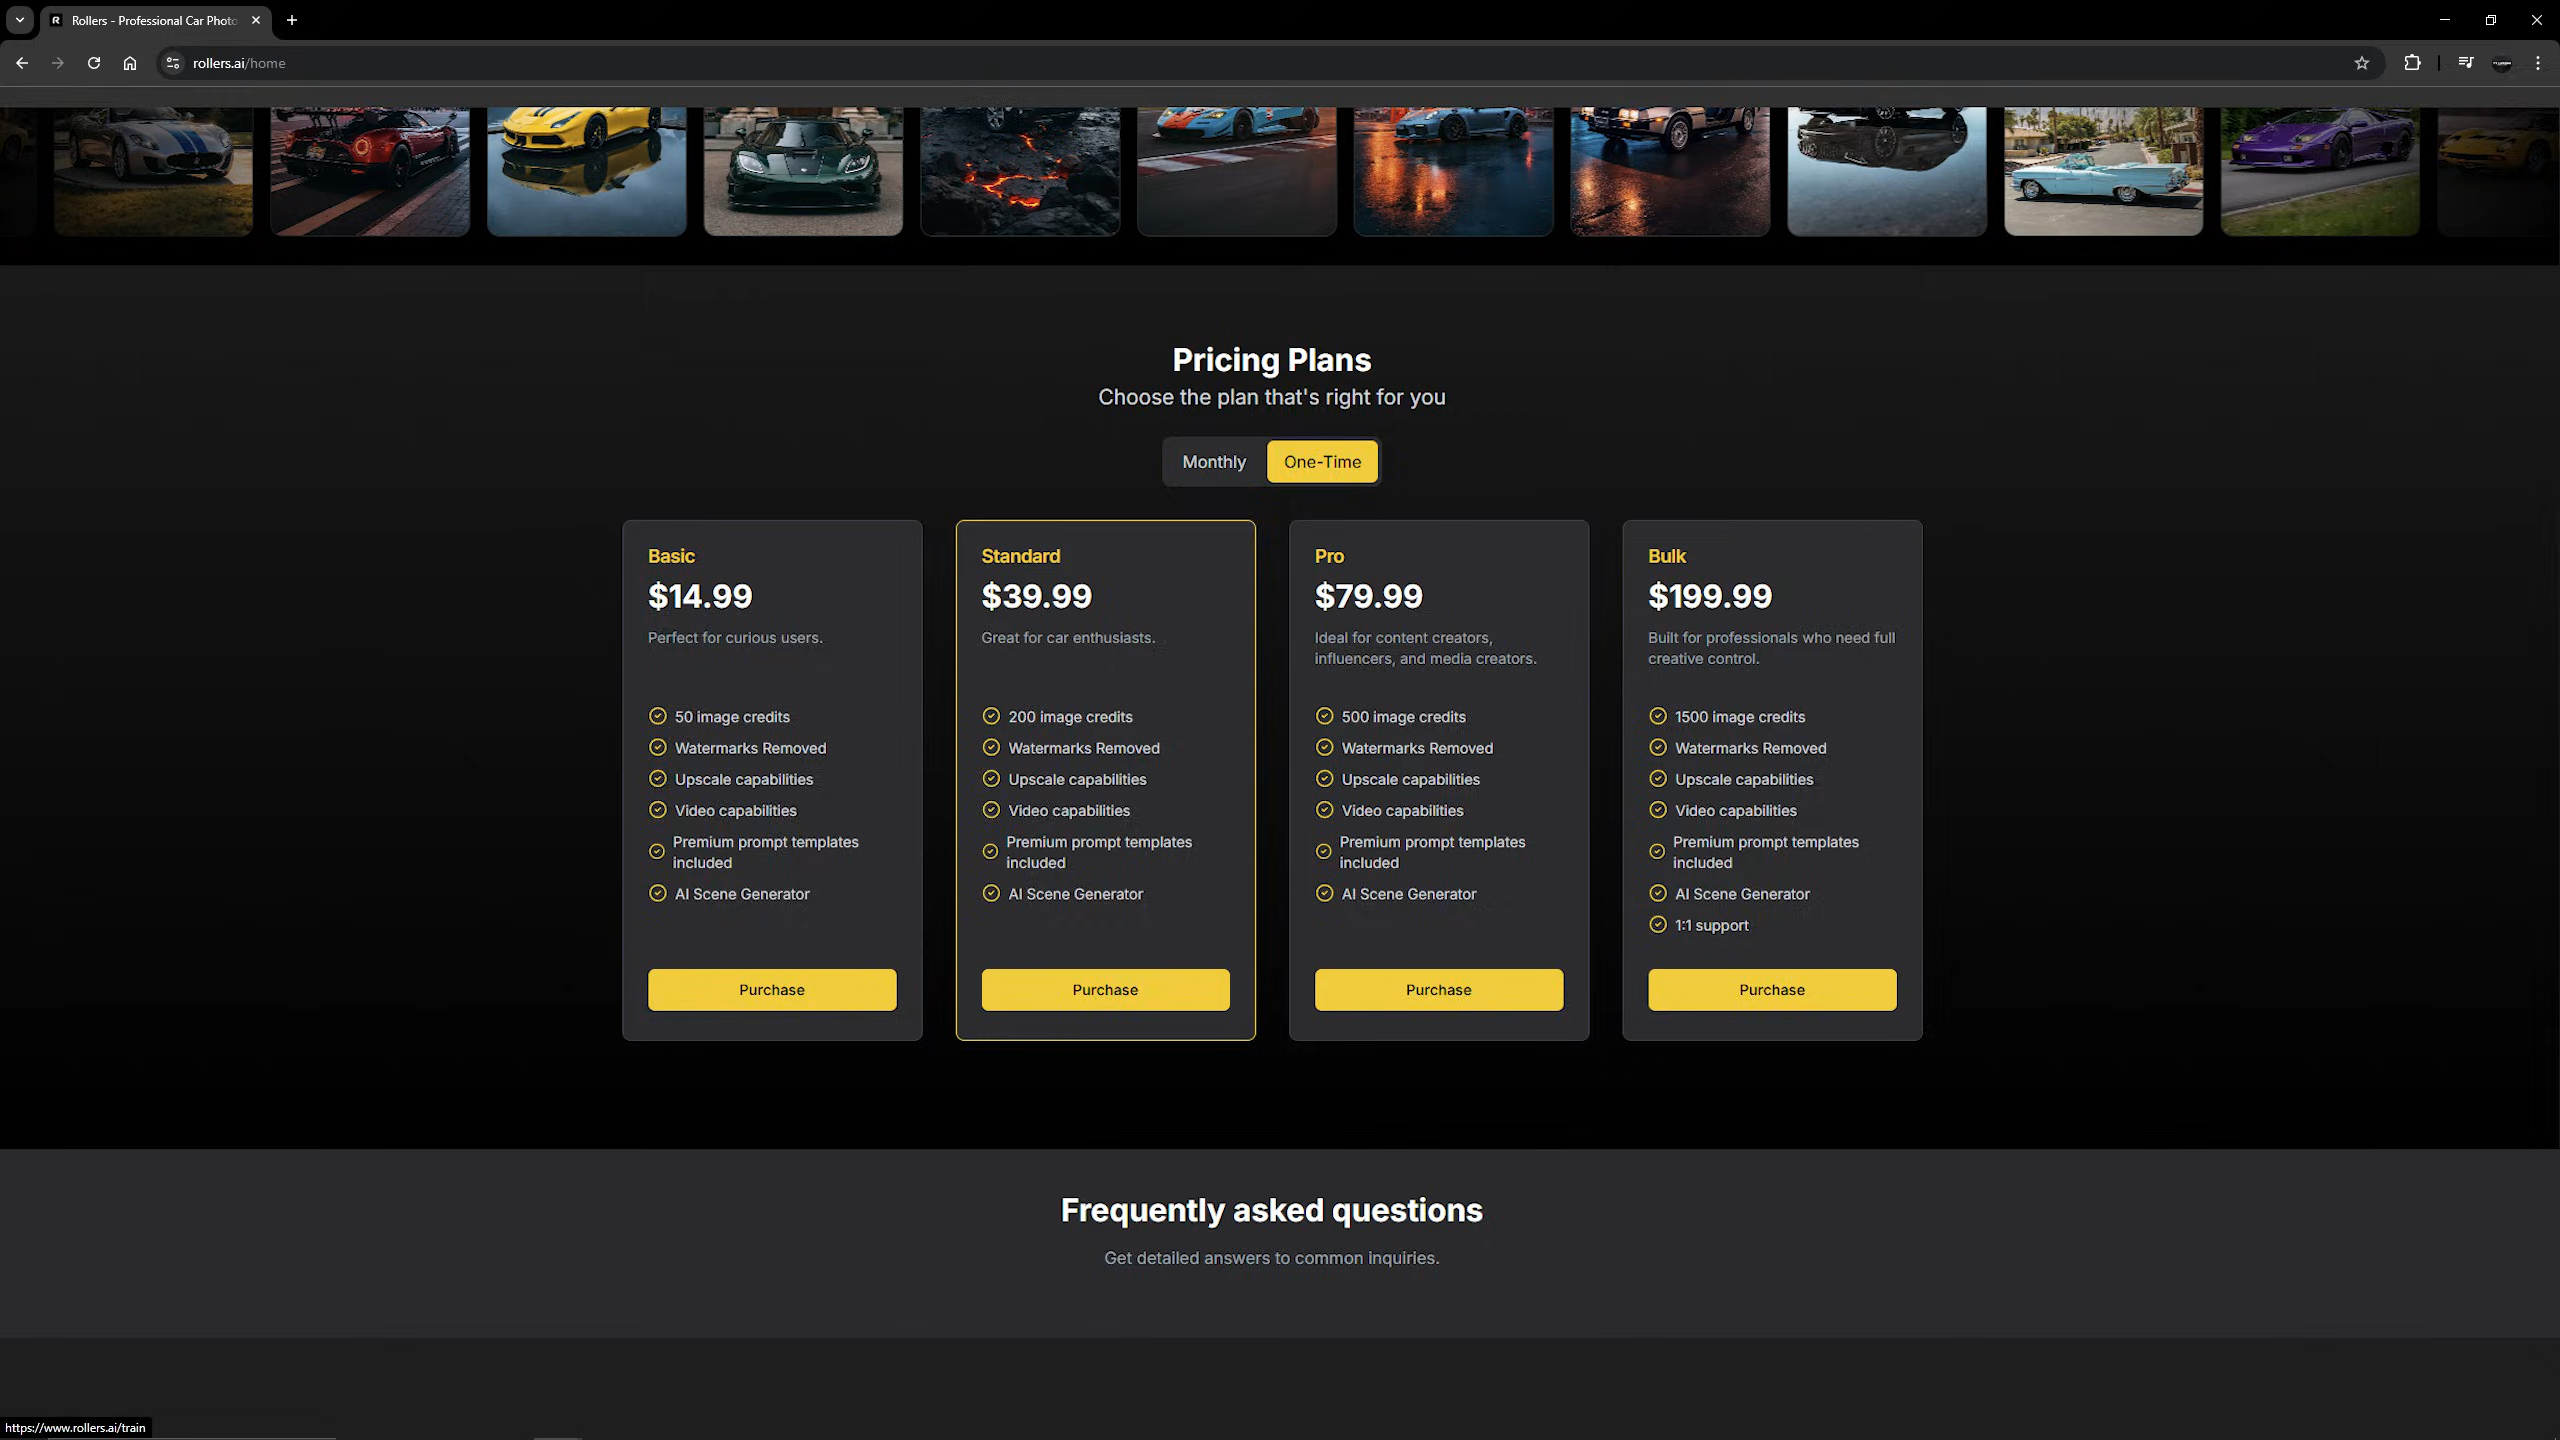 Rollers - Professional Car Photo
rollers.ai/home
Pricing Plans
Choose the plan that's right for you
Monthly
One-Time
Basic
$14.99
Perfect for curious users.
50 image credits
Watermarks Removed
Upscale capabilities
Video capabilities
Premium prompt templates
included
AI Scene Generator
Purchase
Standard
$39.99
Great for car enthusiasts.
200 image credits
Watermarks Removed
Upscale capabilities
Video capabilities
Premium prompt templates
included
AI Scene Generator
Purchase
Pro
$79.99
Ideal for content creators,
influencers, and media creators.
500 image credits
Watermarks Removed
Upscale capabilities
Video capabilities
Premium prompt templates
included
AI Scene Generator
Purchase
Bulk
$199.99
Built for professionals who need full
creative control.
1500 image credits
Watermarks Removed
Upscale capabilities
Video capabilities
Premium prompt templates
included
AI Scene Generator
1:1 support
Purchase
Frequently asked questions
Get detailed answers to common inquiries.
https://www.rollers.ai/train